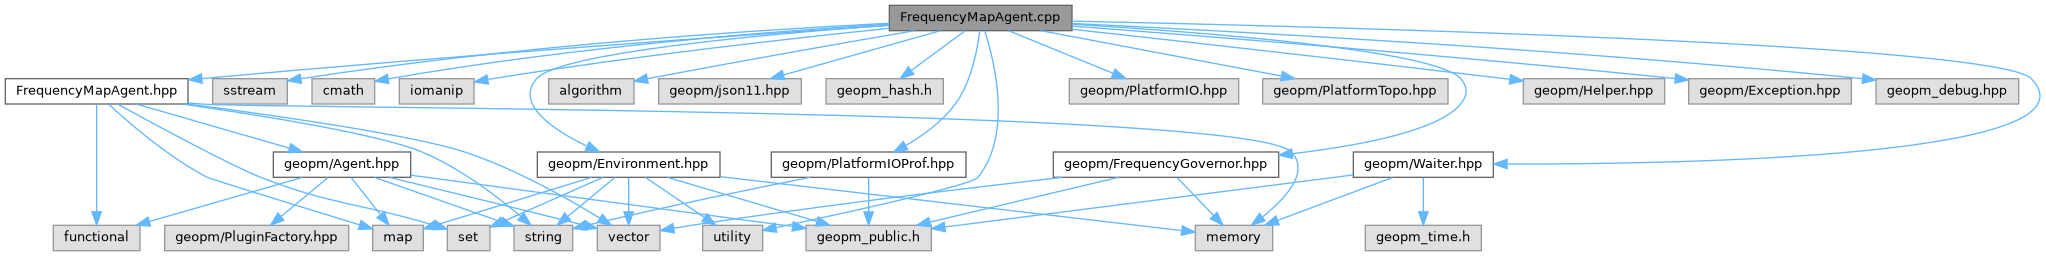 FrequencyMapAgent.cpp
FrequencyMapAgent.hpp
sstream
cmath
iomanip
algorithm
geopm/json11.hpp
geopm_hash.h
geopm/PlatformIO.hpp
geopm/PlatformTopo.hpp
geopm/Helper.hpp
geopm/Exception.hpp
geopm_debug.hpp
geopm/Agent.hpp
geopm/Environment.hpp
geopm/PlatformIOProf.hpp
geopm/FrequencyGovernor.hpp
geopm/Waiter.hpp
functional
geopm/PluginFactory.hpp
map
set
string
vector
utility
geopm_public.h
memory
geopm_time.h